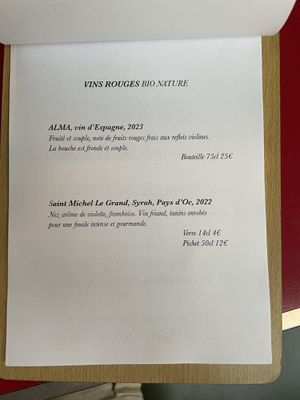 VINS ROUGES BIO NATURE
ALMA, vin d'Espagne, 2023
Fruité et souple, note de fruits rouges frais aux reflets violines.
La bouche est fronde et souple.
Bouteille 75cl 25€
Saint Michel Le Grand, Syrah, Pays d'Oc, 2022
Nez arôme de violette, framboise. Vin friand, tanins enrobés
pour une finale intense et gourmande.
Verre 14cl 4€
Pichet 50cl 12€